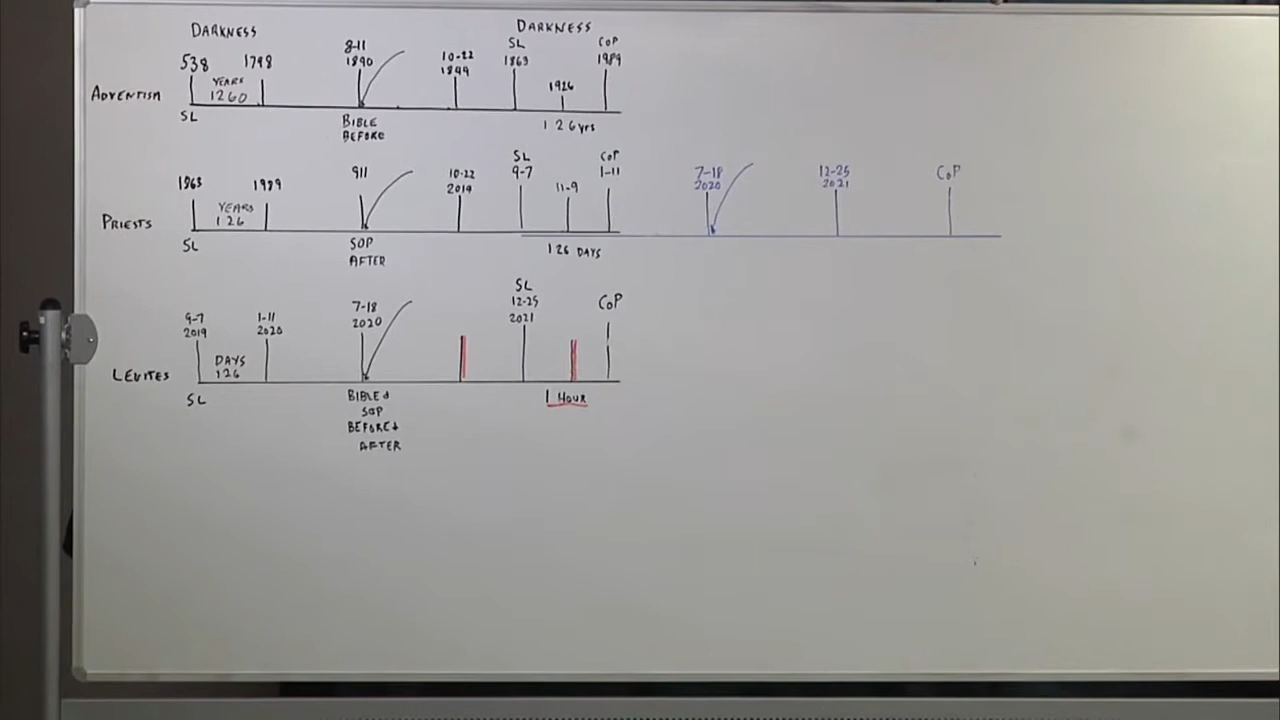 DARKNESS
538
1798
YEARS
1260
SL
8-11
1840
BIBLE
BEFORE
10-22
1844
DARKNESS
SL
1863
1926
CoP
1989
126 yrs
ADVENTISM
1863
1989
YEARS
126
SL
911
SOP
AFTER
10-22
2019
SL
9-7
11-9
CoP
1-11
126 DAYS
7-18
2020
12-25
2021
CoP
PRIESTS
9-7
2019
1-11
2020
DAYS
126
SL
7-18
2020
BIBLE &
SOP
BEFORE &
AFTER
SL
12-25
2021
CoP
1 HOUR
LEVITES